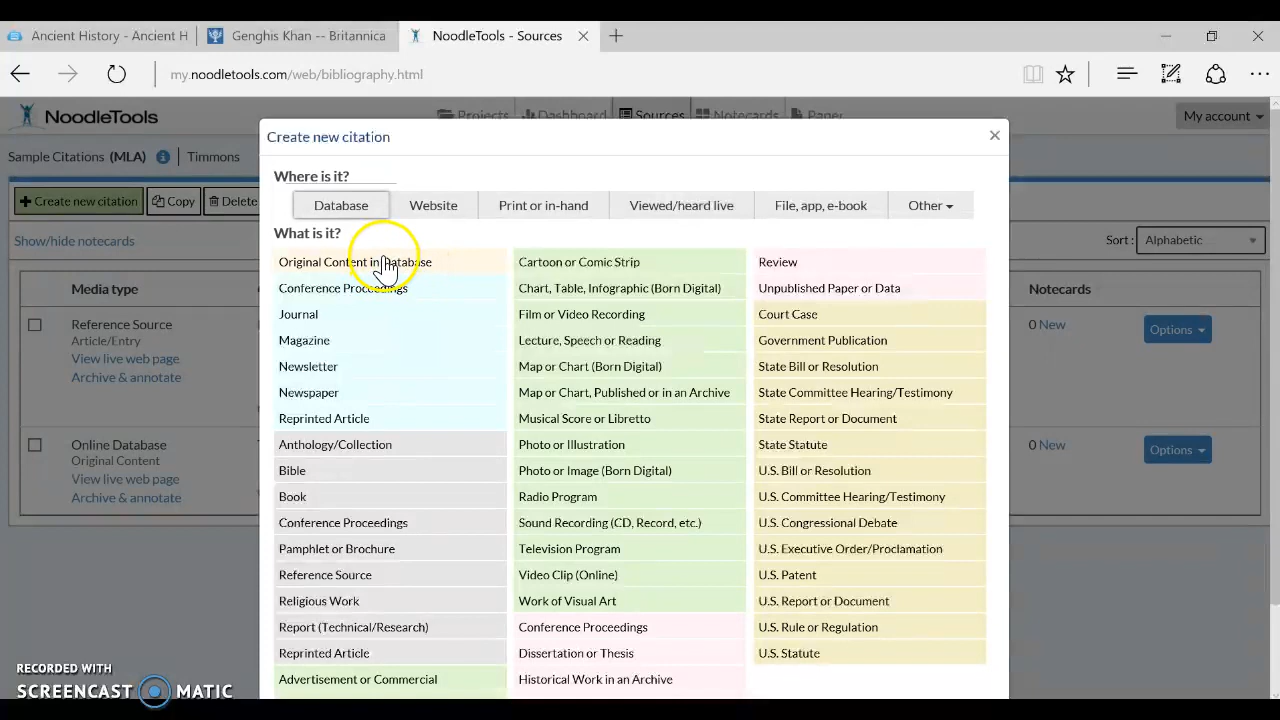 Ancient History - Ancient H
Genghis Khan -- Britannica
NoodleTools - Sources
my.noodletools.com/web/bibliography.html
NoodleTools
Projects
Dashboard
Sources
Notecards
Paper
My account
Sample Citations (MLA)
Timmons
Create new citation
Copy
Delete
Show/hide notecards
Sort :
Alphabetic
Media type
Notecards
Reference Source
Article/Entry
View live web page
Archive & annotate
0 New
Options
Online Database
Original Content
View live web page
Archive & annotate
0 New
Options
Create new citation
Where is it?
Database
Website
Print or in-hand
Viewed/heard live
File, app, e-book
Other
What is it?
Original Content in Database
Conference Proceedings
Journal
Magazine
Newsletter
Newspaper
Reprinted Article
Anthology/Collection
Bible
Book
Conference Proceedings
Pamphlet or Brochure
Reference Source
Religious Work
Report (Technical/Research)
Reprinted Article
Advertisement or Commercial
Cartoon or Comic Strip
Chart, Table, Infographic (Born Digital)
Film or Video Recording
Lecture, Speech or Reading
Map or Chart (Born Digital)
Map or Chart, Published or in an Archive
Musical Score or Libretto
Photo or Illustration
Photo or Image (Born Digital)
Radio Program
Sound Recording (CD, Record, etc.)
Television Program
Video Clip (Online)
Work of Visual Art
Conference Proceedings
Dissertation or Thesis
Historical Work in an Archive
Review
Unpublished Paper or Data
Court Case
Government Publication
State Bill or Resolution
State Committee Hearing/Testimony
State Report or Document
State Statute
U.S. Bill or Resolution
U.S. Committee Hearing/Testimony
U.S. Congressional Debate
U.S. Executive Order/Proclamation
U.S. Patent
U.S. Report or Document
U.S. Rule or Regulation
U.S. Statute
RECORDED WITH
SCREENCAST MATIC